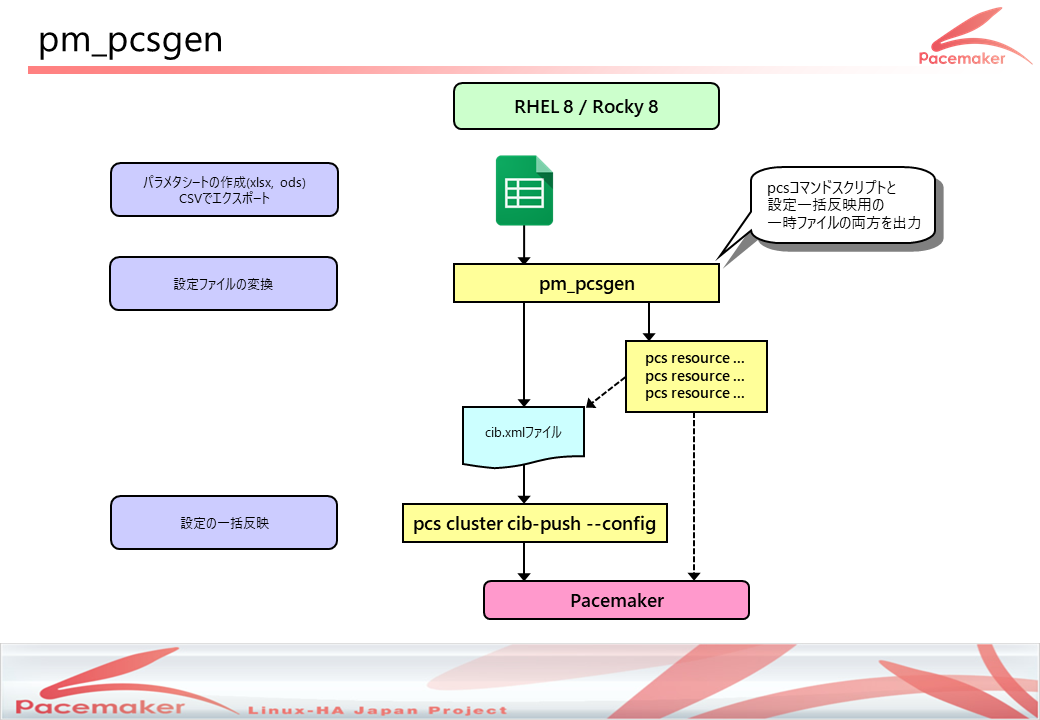 pm_pcsgen
Pacemaker
RHEL 8 / Rocky 8
パラメタシートの作成(xlsx, ods)
CSVでエクスポート
pcsコマンドスクリプトと
設定一括反映用の
一時ファイルの両方を出力
設定ファイルの変換
pm_pcsgen
pcs resource ...
pcs resource ...
pcs resource ...
cib.xmlファイル
設定の一括反映
pcs cluster cib-push --config
Pacemaker
Pacemaker
Linux-HA Japan Project